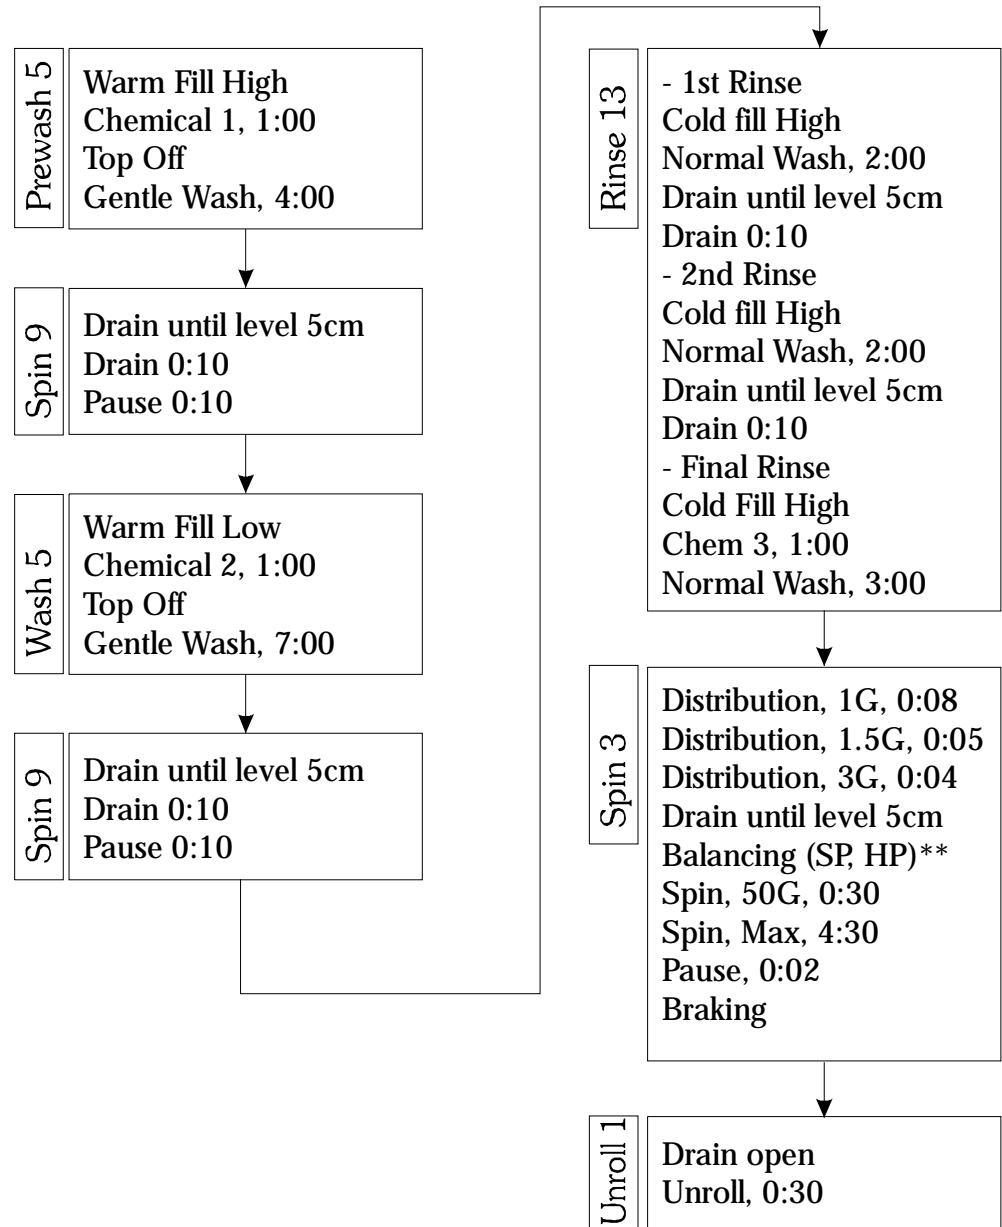 Prewash 5
Warm Fill High
Chemical 1, 1:00
Top Off
Gentle Wash, 4:00
Spin 9
Drain until level 5cm
Drain 0:10
Pause 0:10
Wash 5
Warm Fill Low
Chemical 2, 1:00
Top Off
Gentle Wash, 7:00
Spin 9
Drain until level 5cm
Drain 0:10
Pause 0:10
Rinse 13
- 1st Rinse
Cold fill High
Normal Wash, 2:00
Drain until level 5cm
Drain 0:10
- 2nd Rinse
Cold fill High
Normal Wash, 2:00
Drain until level 5cm
Drain 0:10
- Final Rinse
Cold Fill High
Chem 3, 1:00
Normal Wash, 3:00
Spin 3
Distribution, 1G, 0:08
Distribution, 1.5G, 0:05
Distribution, 3G, 0:04
Drain until level 5cm
Balancing (SP, HP)**
Spin, 50G, 0:30
Spin, Max, 4:30
Pause, 0:02
Braking
Unroll 1
Drain open
Unroll, 0:30